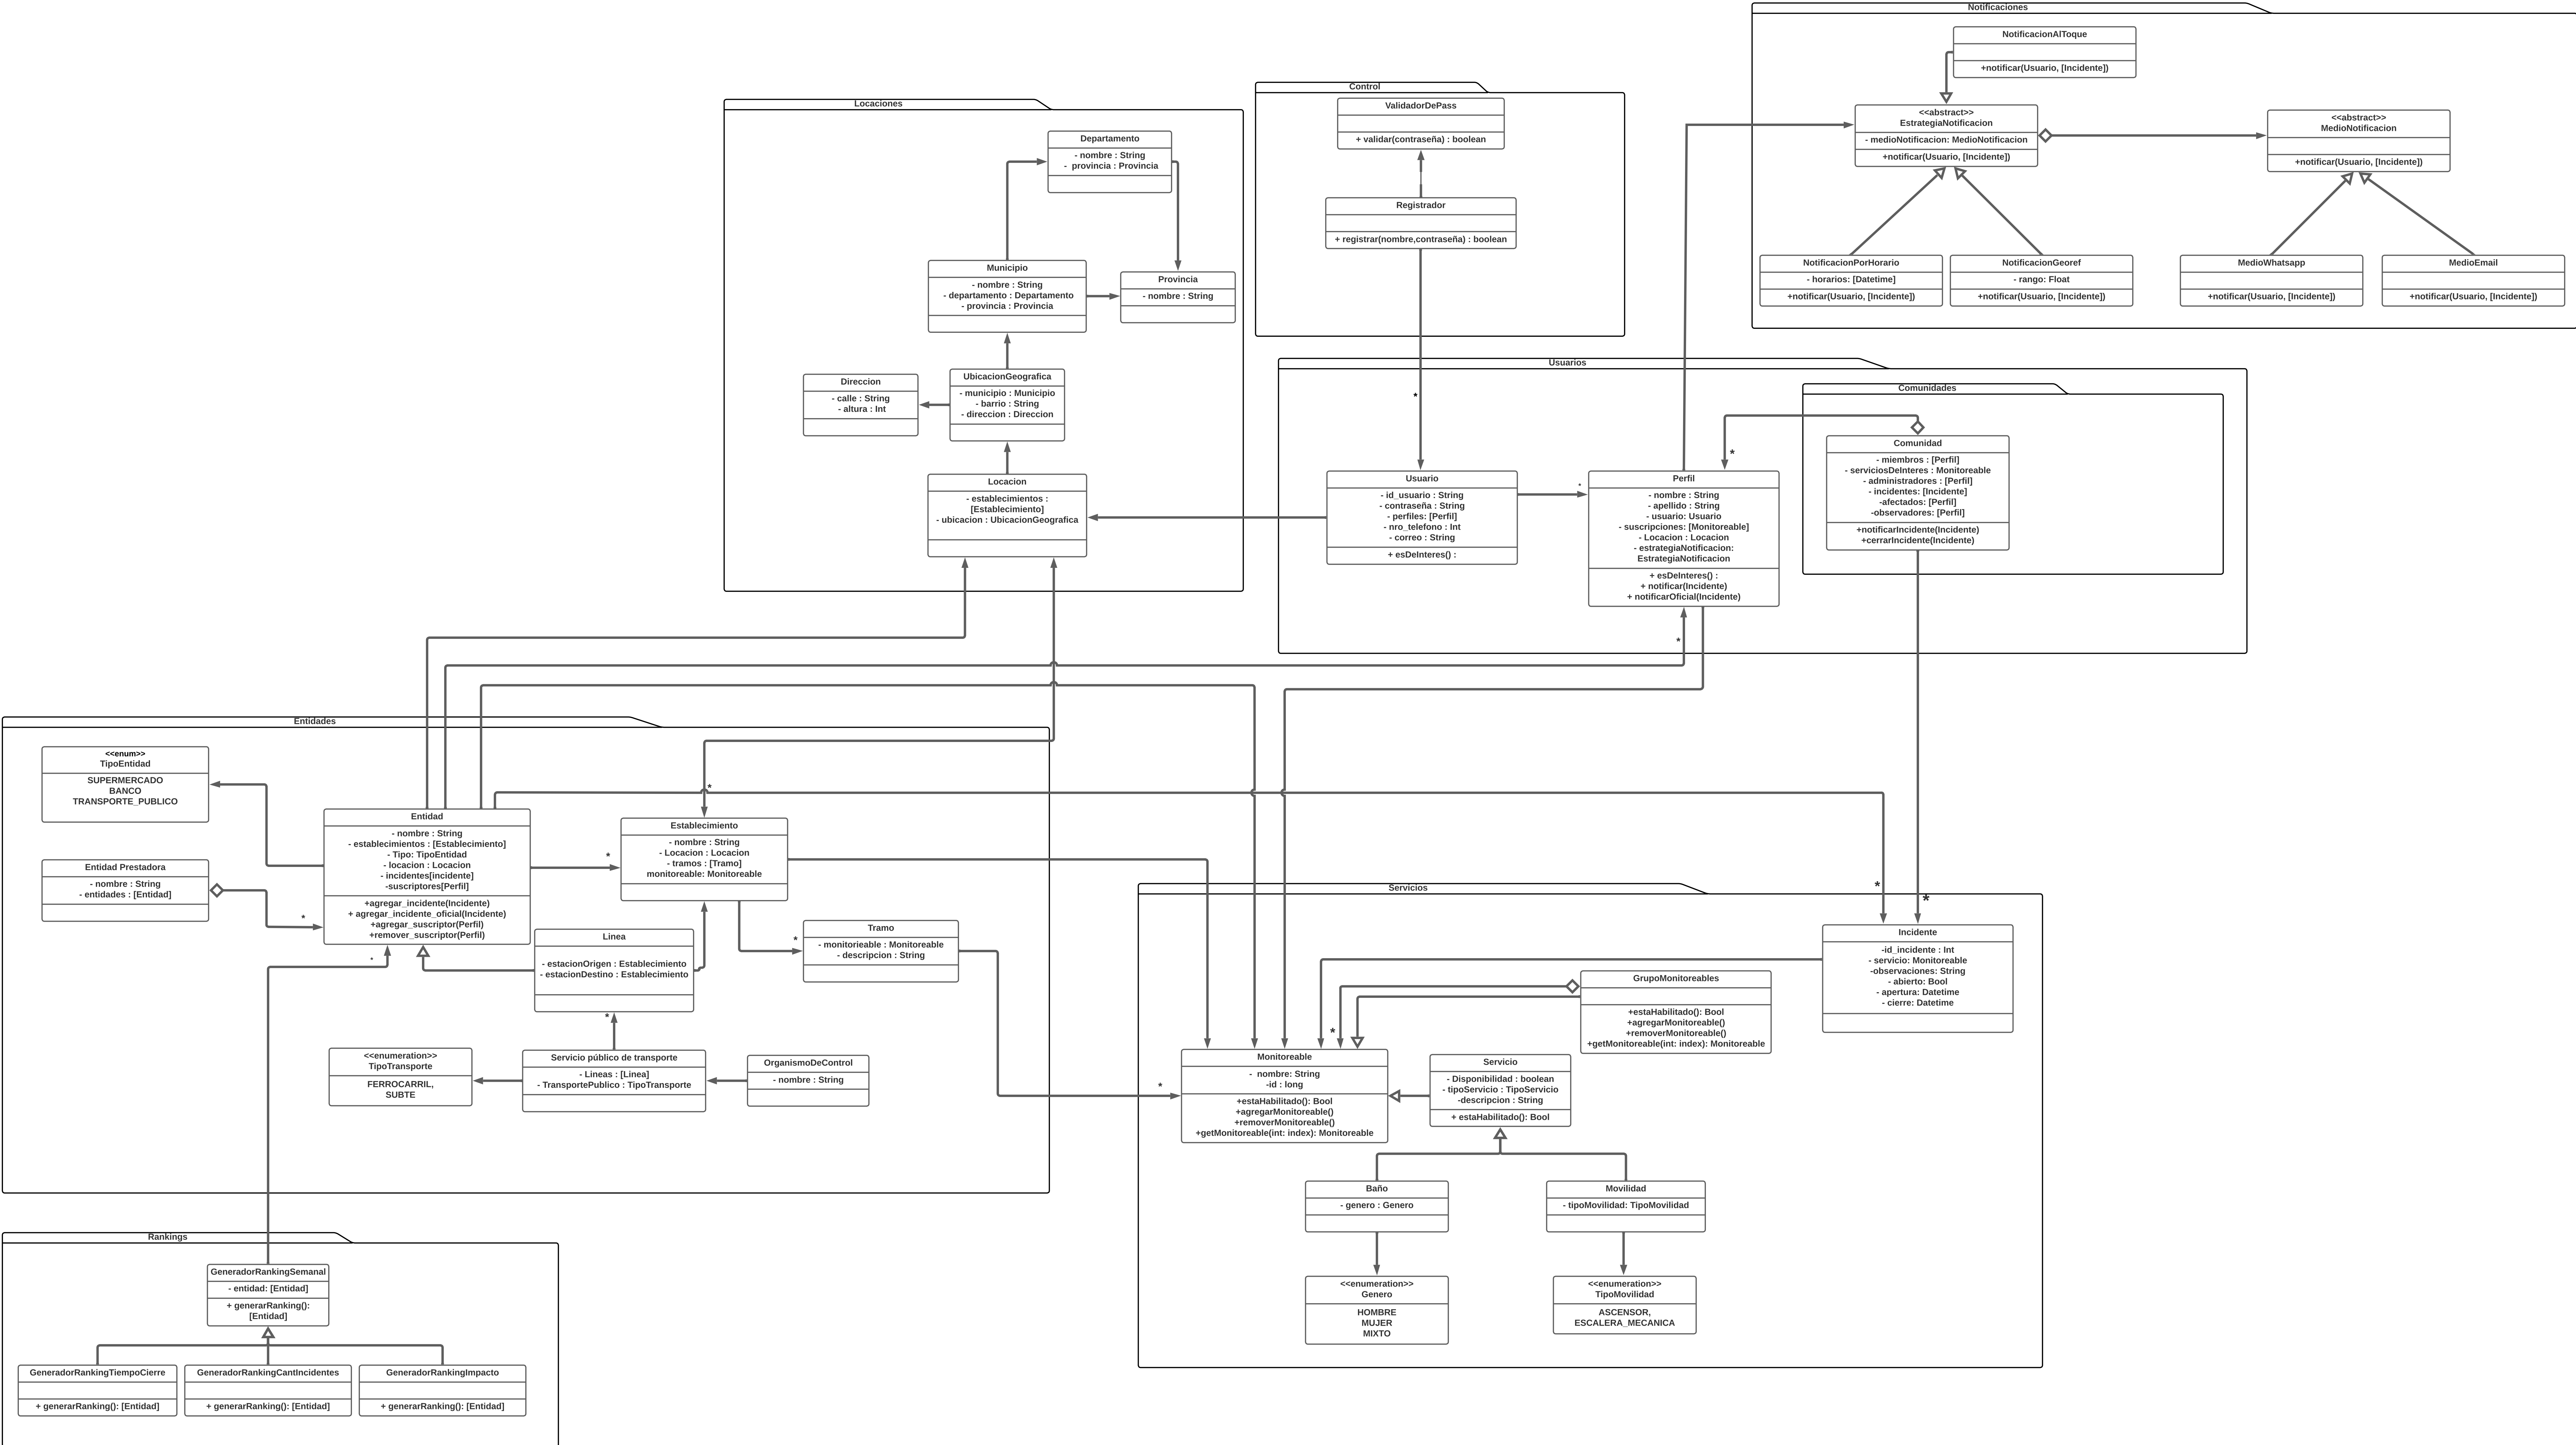 Notificaciones
NotificacionAlToque
+notificar(Usuario, [Incidente])
<<abstract>>
EstrategiaNotificacion
- medioNotificacion: MedioNotificacion
+notificar(Usuario, [Incidente])
<<abstract>>
MedioNotificacion
+notificar(Usuario, [Incidente])
NotificacionPorHorario
- horarios: [Datetime]
+notificar(Usuario, [Incidente])
NotificacionGeoref
- rango: Float
+notificar(Usuario, [Incidente])
MedioWhatsapp
+notificar(Usuario, [Incidente])
MedioEmail
+notificar(Usuario, [Incidente])
Control
ValidadorDePass
+ validar(contraseña) : boolean
Registrador
+ registrar(nombre,contraseña) : boolean
*
Locaciones
Departamento
- nombre : String
- provincia : Provincia
Municipio
- nombre : String
- departamento : Departamento
- provincia : Provincia
Provincia
- nombre : String
Direccion
- calle : String
- altura : Int
UbicacionGeografica
- municipio : Municipio
- barrio : String
- direccion : Direccion
Locacion
- establecimientos :
[Establecimiento]
- ubicacion : UbicacionGeografica
Usuarios
Comunidades
Comunidad
- miembros : [Perfil]
- serviciosDeInteres : Monitoreable
- administradores : [Perfil]
- incidentes: [Incidente]
-afectados: [Perfil]
-observadores: [Perfil]
+notificarIncidente(Incidente)
+cerrarIncidente(Incidente)
*
Usuario
- id_usuario : String
- contraseña : String
- perfiles: [Perfil]
- nro_telefono : Int
- correo : String
+ esDeInteres() :
*
Perfil
- nombre : String
- apellido : String
- usuario: Usuario
- suscripciones: [Monitoreable]
- Locacion : Locacion
- estrategiaNotificacion:
EstrategiaNotificacion
+ esDeInteres() :
+ notificar(Incidente)
+ notificarOficial(Incidente)
*
Entidades
<<enum>>
TipoEntidad
SUPERMERCADO
BANCO
TRANSPORTE_PUBLICO
Entidad Prestadora
- nombre : String
- entidades : [Entidad]
*
Entidad
- nombre : String
- establecimientos : [Establecimiento]
- Tipo: TipoEntidad
- locacion : Locacion
- incidentes[incidente]
-suscriptores[Perfil]
+agregar_incidente(Incidente)
+ agregar_incidente_oficial(Incidente)
+agregar_suscriptor(Perfil)
+remover_suscriptor(Perfil)
*
*
*
Establecimiento
- nombre : String
- Locacion : Locacion
- tramos : [Tramo]
monitoreable: Monitoreable
Linea
- estacionOrigen : Establecimiento
- estacionDestino : Establecimiento
*
*
Tramo
- monitorieable : Monitoreable
- descripcion : String
<<enumeration>>
TipoTransporte
FERROCARRIL,
SUBTE
Servicio público de transporte
- Lineas : [Linea]
- TransportePublico : TipoTransporte
OrganismoDeControl
- nombre : String
Servicios
*
*
Incidente
-id_incidente : Int
- servicio: Monitoreable
-observaciones: String
- abierto: Bool
- apertura: Datetime
- cierre: Datetime
GrupoMonitoreables
+estaHabilitado(): Bool
+agregarMonitoreable()
+removerMonitoreable()
+getMonitoreable(int: index): Monitoreable
*
*
Monitoreable
- nombre: String
-id : long
+estaHabilitado(): Bool
+agregarMonitoreable()
+removerMonitoreable()
+getMonitoreable(int: index): Monitoreable
Servicio
- Disponibilidad : boolean
- tipoServicio : TipoServicio
-descripcion : String
+ estaHabilitado(): Bool
Baño
- genero : Genero
Movilidad
- tipoMovilidad: TipoMovilidad
<<enumeration>>
Genero
HOMBRE
MUJER
MIXTO
<<enumeration>>
TipoMovilidad
ASCENSOR,
ESCALERA_MECANICA
Rankings
GeneradorRankingSemanal
- entidad: [Entidad]
+ generarRanking():
[Entidad]
GeneradorRankingTiempoCierre
+ generarRanking(): [Entidad]
GeneradorRankingCantIncidentes
+ generarRanking(): [Entidad]
GeneradorRankingImpacto
+ generarRanking(): [Entidad]